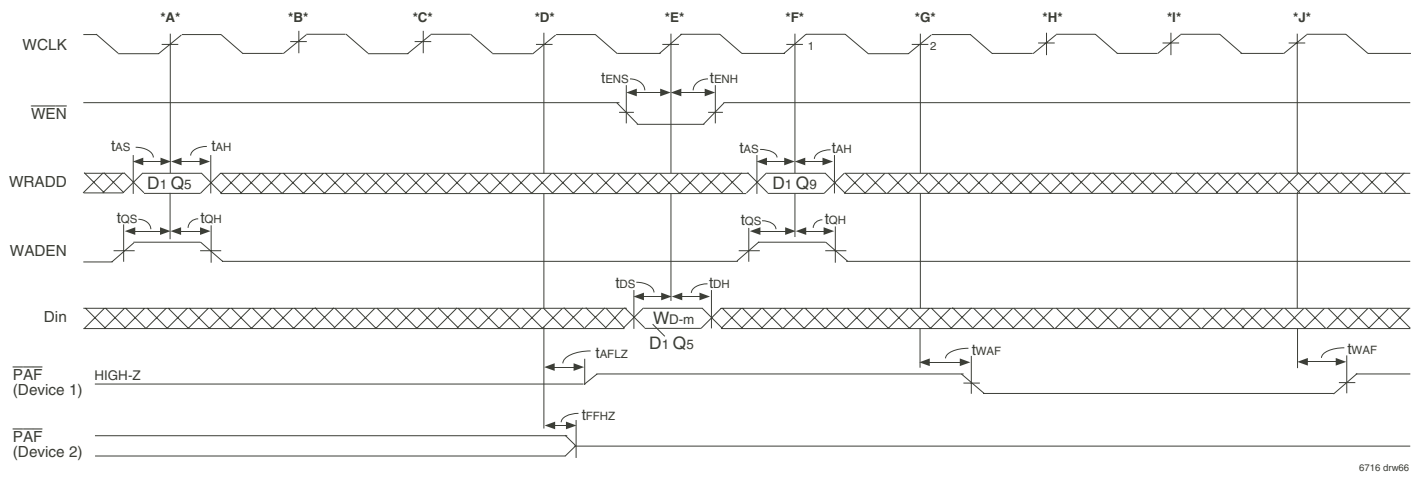 *A* *B* *C* *D* *E* *F* *G* *H* *I* *J*
WCLK 1 2
tENS tENH
WEN
tAS tAH tAS tAH
WRADD D1 Q5 D1 Q9
tQS tQH tQS tQH
WADEN
tDS tDH
Din WD-m
D1 Q5
tAFLZ tWAF tWAF
PAF HIGH-Z
(Device 1)
tFFHZ
PAF
(Device 2)
6716 drw66